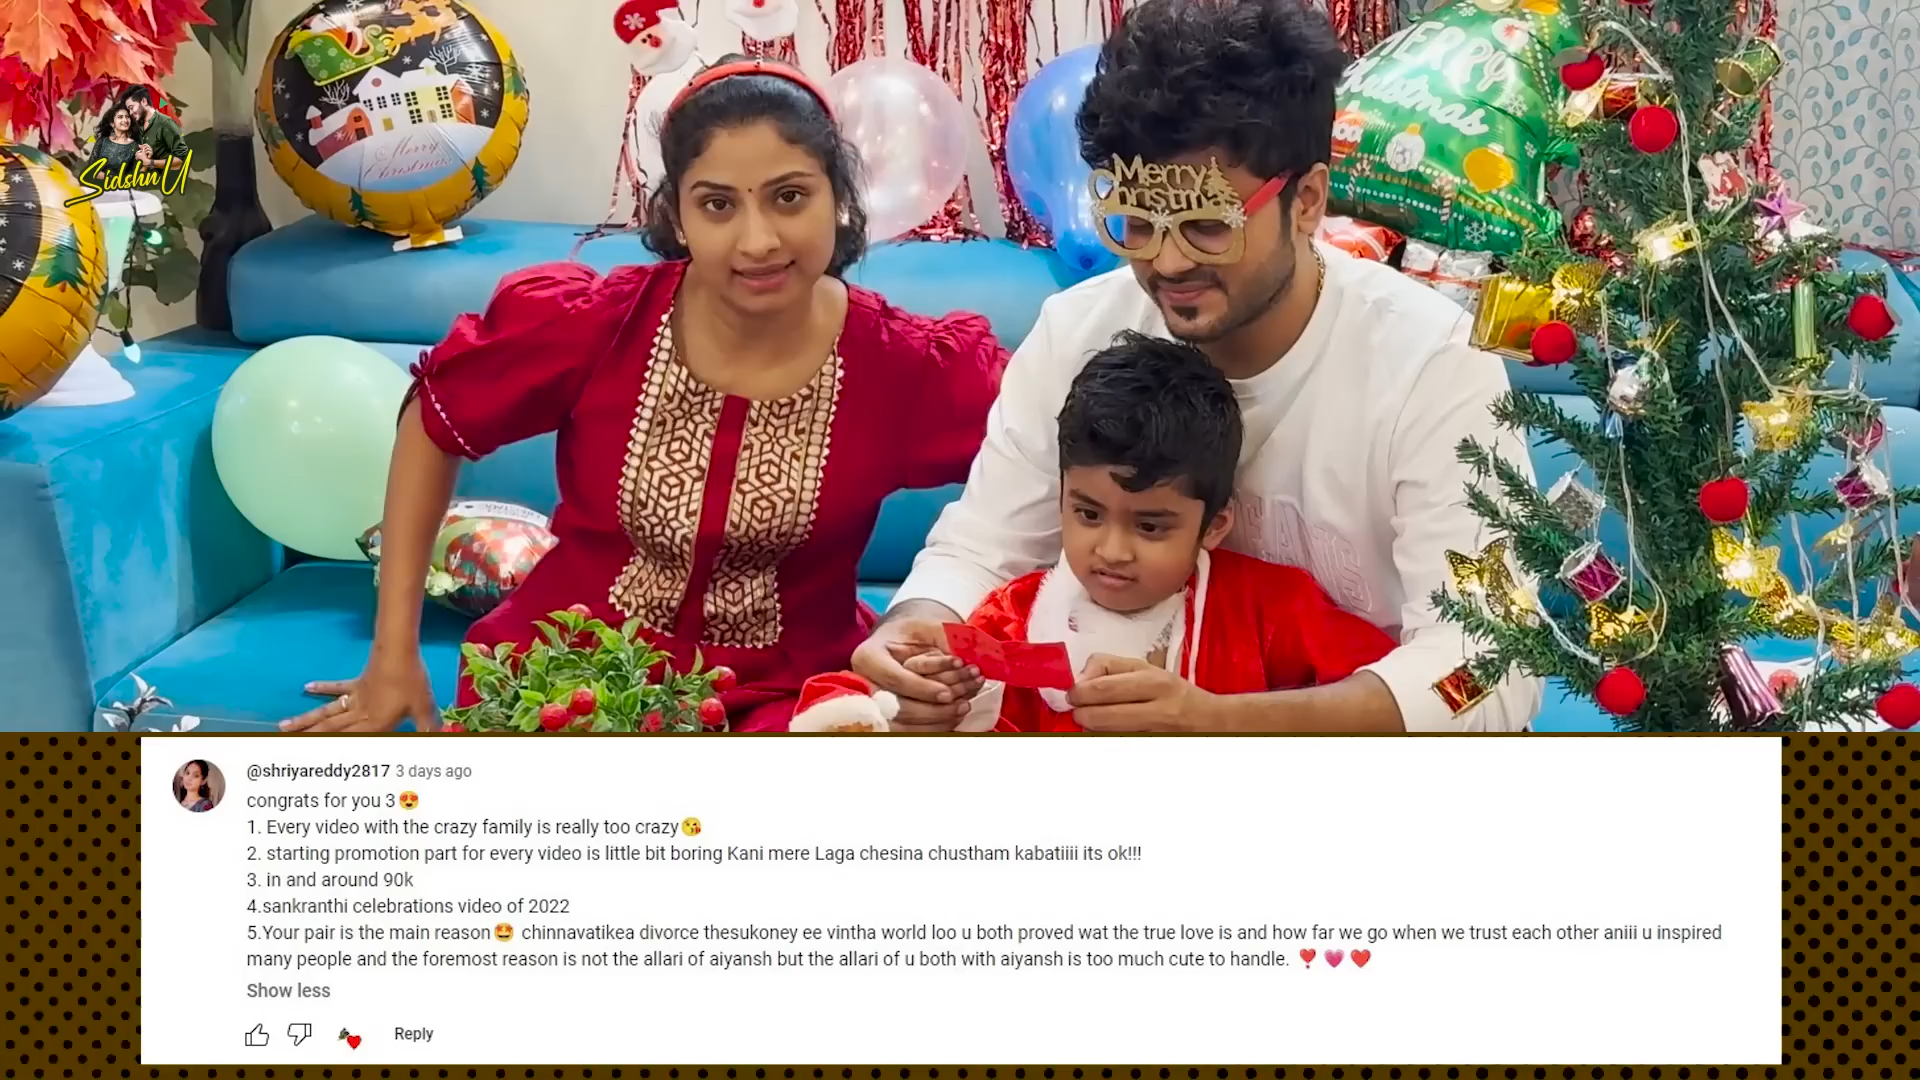 Merry
Christmas
MERRY
Christmas
Merry
Christmas
SidshnU
@shriyareddy2817 3 days ago
congrats for you 3😍
1. Every video with the crazy family is really too crazy😘
2. starting promotion part for every video is little bit boring Kani mere Laga chesina chustham kabatiiii its ok!!!
3. in and around 90k
4.sankranthi celebrations video of 2022
5.Your pair is the main reason🤩 chinnavatikea divorce thesukoney ee vintha world loo u both proved wat the true love is and how far we go when we trust each other aniii u inspired
many people and the foremost reason is not the allari of aiyansh but the allari of u both with aiyansh is too much cute to handle. ❣️ 💗 ❤️
Show less
Reply